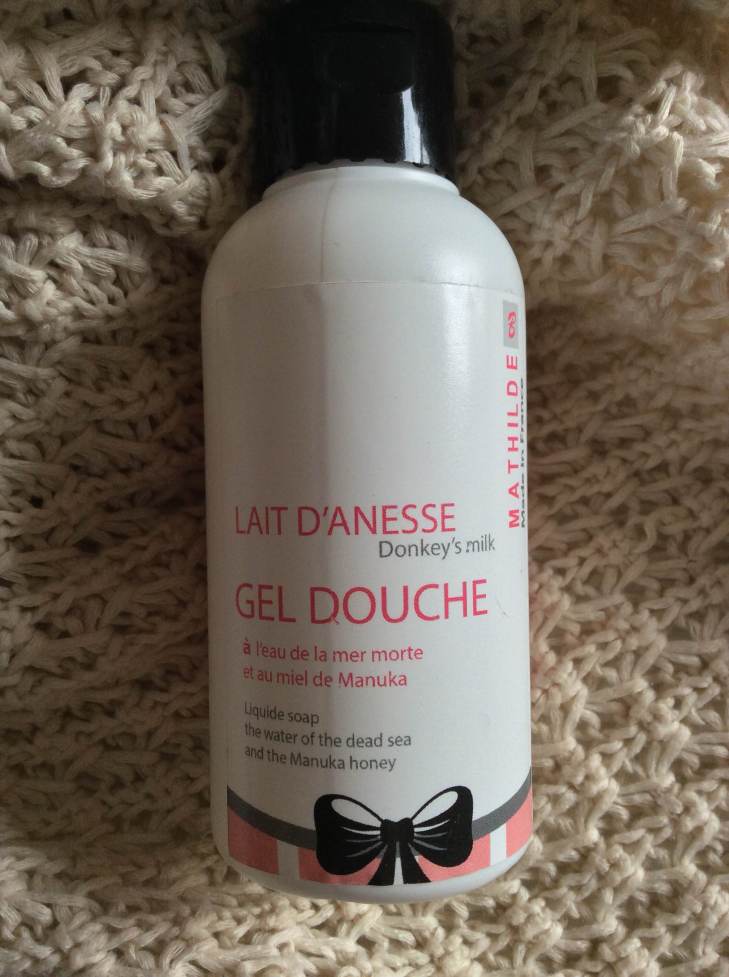 LAIT D'ANESSE
Donkey's milk
GEL DOUCHE
à l'eau de la mer morte
et au miel de Manuka
Liquide soap
the water of the dead sea
and the Manuka honey
MATHILDE
Made in France